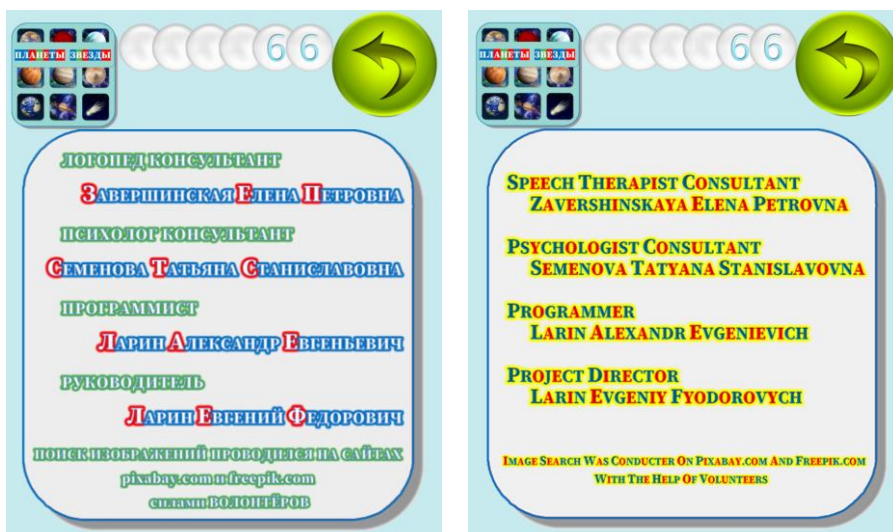 ПЛАНЕТЫ ЗВЕЗДЫ
66
ЛОГОПЕД КОНСУЛЬТАНТ
ЗАВЕРШИНСКАЯ ЕЛЕНА ПЕТРОВНА
ПСИХОЛОГ КОНСУЛЬТАНТ
СЕМЕНОВА ТАТЬЯНА СТАНИСЛАВОВНА
ПРОГРАММИСТ
ЛАРИН АЛЕКСАНДР ЕВГЕНЬЕВИЧ
РУКОВОДИТЕЛЬ
ЛАРИН ЕВГЕНИЙ ФЕДОРОВИЧ
ПОИСК ИЗОБРАЖЕНИЙ ПРОВОДИЛСЯ НА САЙТАХ
pixabay.com и freepik.com
силами ВОЛОНТЁРОВ
ПЛАНЕТЫ ЗВЕЗДЫ
66
SPEECH THERAPIST CONSULTANT
ZAVERSHINSKAYA ELENA PETROVNA
PSYCHOLOGIST CONSULTANT
SEMENOVA TATYANA STANISLAVOVNA
PROGRAMMER
LARIN ALEXANDR EVGENIEVICH
PROJECT DIRECTOR
LARIN EVGENIY FYODOROVYCH
IMAGE SEARCH WAS CONDUCTER ON PIXABAY.COM AND FREEPIK.COM
WITH THE HELP OF VOLUNTEERS